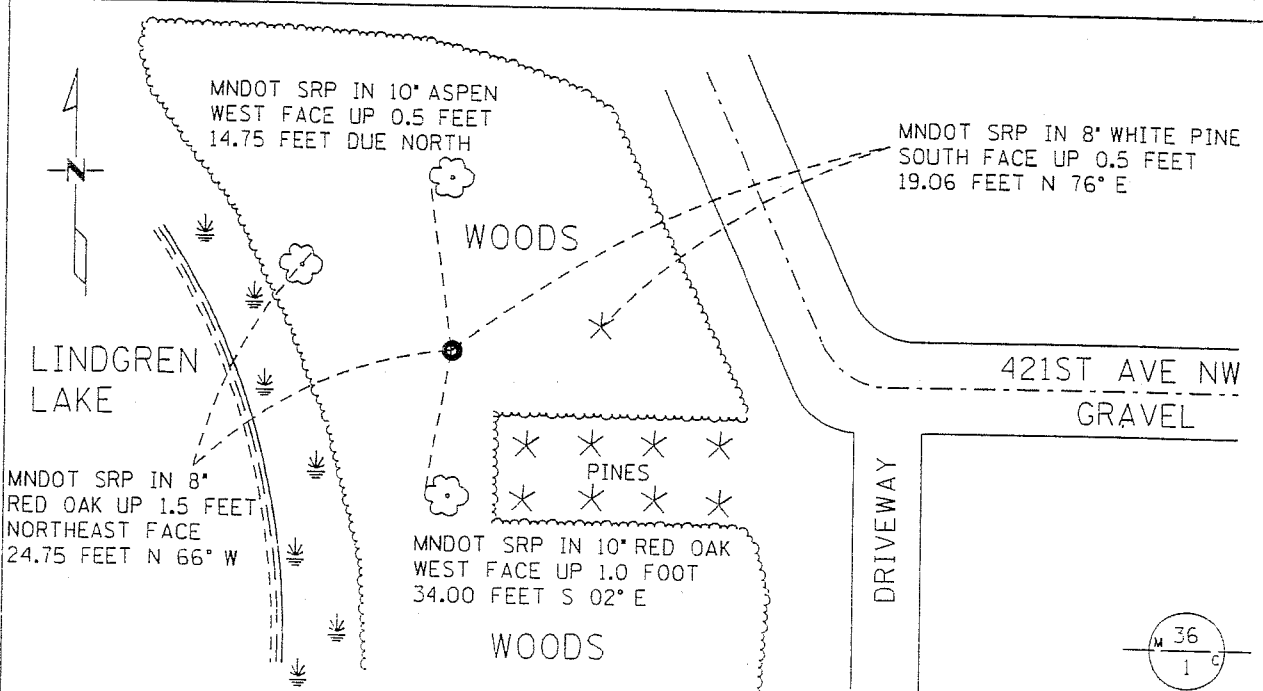 MNDOT SRP IN 10" ASPEN
WEST FACE UP 0.5 FEET
14.75 FEET DUE NORTH
MNDOT SRP IN 8" WHITE PINE
SOUTH FACE UP 0.5 FEET
19.06 FEET N 76° E
N
WOODS
LINDGREN
LAKE
421ST AVE NW
GRAVEL
PINES
MNDOT SRP IN 8"
RED OAK UP 1.5 FEET
NORTHEAST FACE
24.75 FEET N 66° W
MNDOT SRP IN 10" RED OAK
WEST FACE UP 1.0 FOOT
34.00 FEET S 02° E
DRIVEWAY
WOODS
M 36 C
1